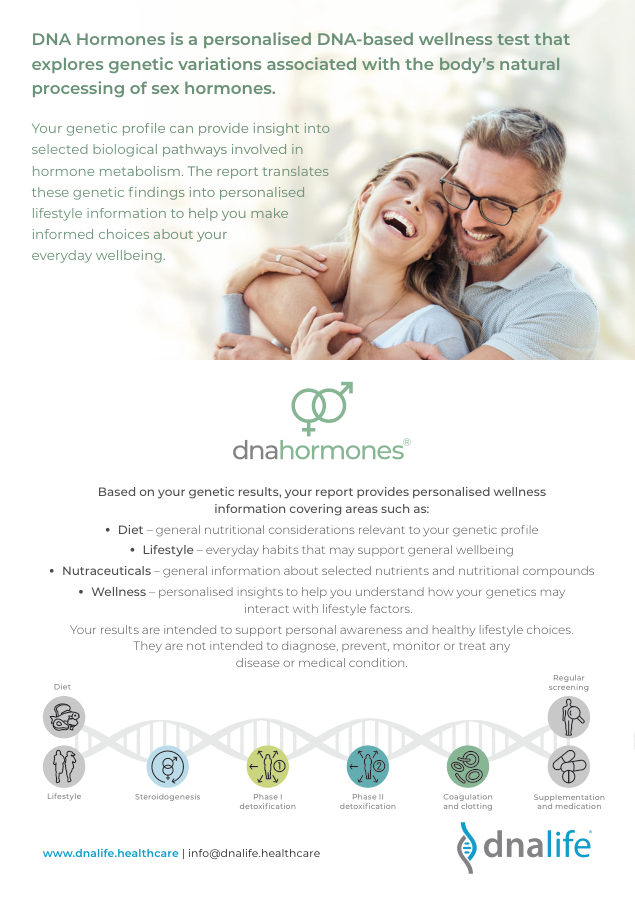 DNA Hormones is a personalised DNA-based wellness test that
explores genetic variations associated with the body's natural
processing of sex hormones.
Your genetic profile can provide insight into
selected biological pathways involved in
hormone metabolism. The report translates
these genetic findings into personalised
lifestyle information to help you make
informed choices about your
everyday wellbeing.
dnahormones®
Based on your genetic results, your report provides personalised wellness
information covering areas such as:
• Diet – general nutritional considerations relevant to your genetic profile
• Lifestyle – everyday habits that may support general wellbeing
• Nutraceuticals – general information about selected nutrients and nutritional compounds
• Wellness – personalised insights to help you understand how your genetics may
interact with lifestyle factors.
Your results are intended to support personal awareness and healthy lifestyle choices.
They are not intended to diagnose, prevent, monitor or treat any
disease or medical condition.
Diet
Regular
screening
1
2
Lifestyle
Steroidogenesis
Phase I
detoxification
Phase II
detoxification
Coagulation
and clotting
Supplementation
and medication
www.dnalife.healthcare | info@dnalife.healthcare
dnalife®